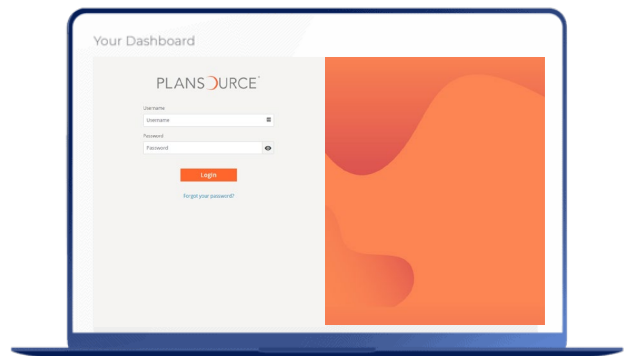 Your Dashboard
PLANSOURCE
Username
Username
Password
Password
Login
Forgot your password?